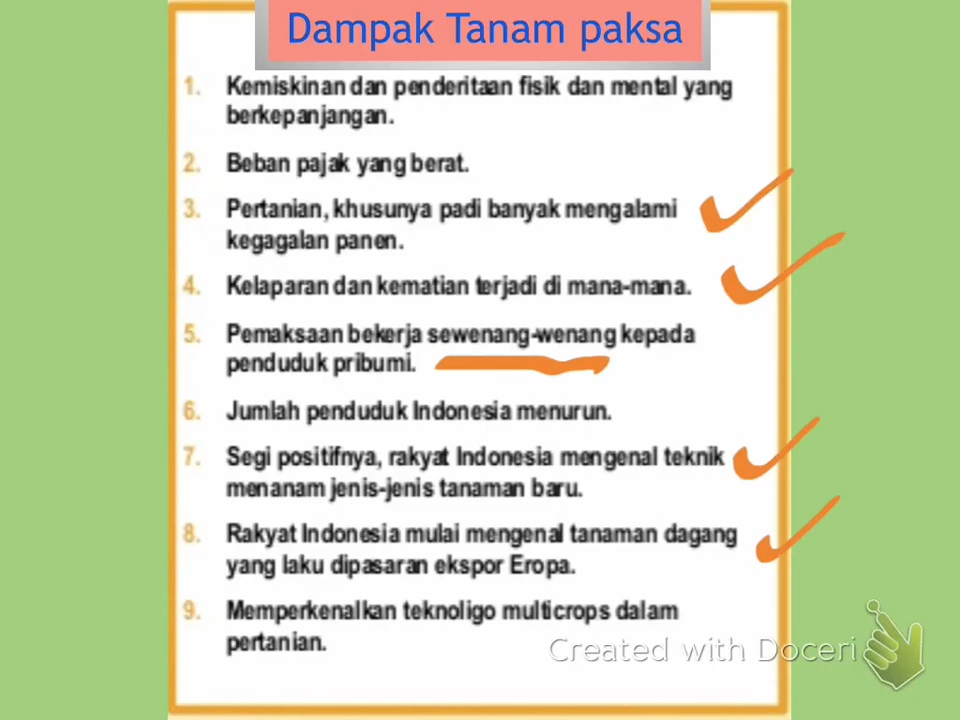 Dampak Tanam paksa
1. Kemiskinan dan penderitaan fisik dan mental yang
berkepanjangan.
2. Beban pajak yang berat.
3. Pertanian, khusunya padi banyak mengalami
kegagalan panen.
4. Kelaparan dan kematian terjadi di mana-mana.
5. Pemaksaan bekerja sewenang-wenang kepada
penduduk pribumi.
6. Jumlah penduduk Indonesia menurun.
7. Segi positifnya, rakyat Indonesia mengenal teknik
menanam jenis-jenis tanaman baru.
8. Rakyat Indonesia mulai mengenal tanaman dagang
yang laku dipasaran ekspor Eropa.
9. Memperkenalkan teknoligo multicrops dalam
pertanian.
Created with Doceri